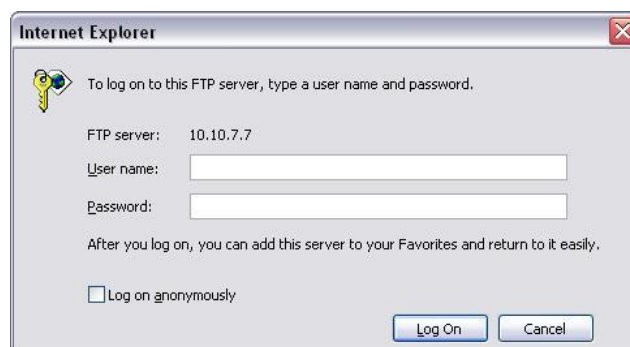 Internet Explorer
To log on to this FTP server, type a user name and password.
FTP server: 10.10.7.7
User name:
Password:
After you log on, you can add this server to your Favorites and return to it easily.
Log on anonymously
Log On Cancel